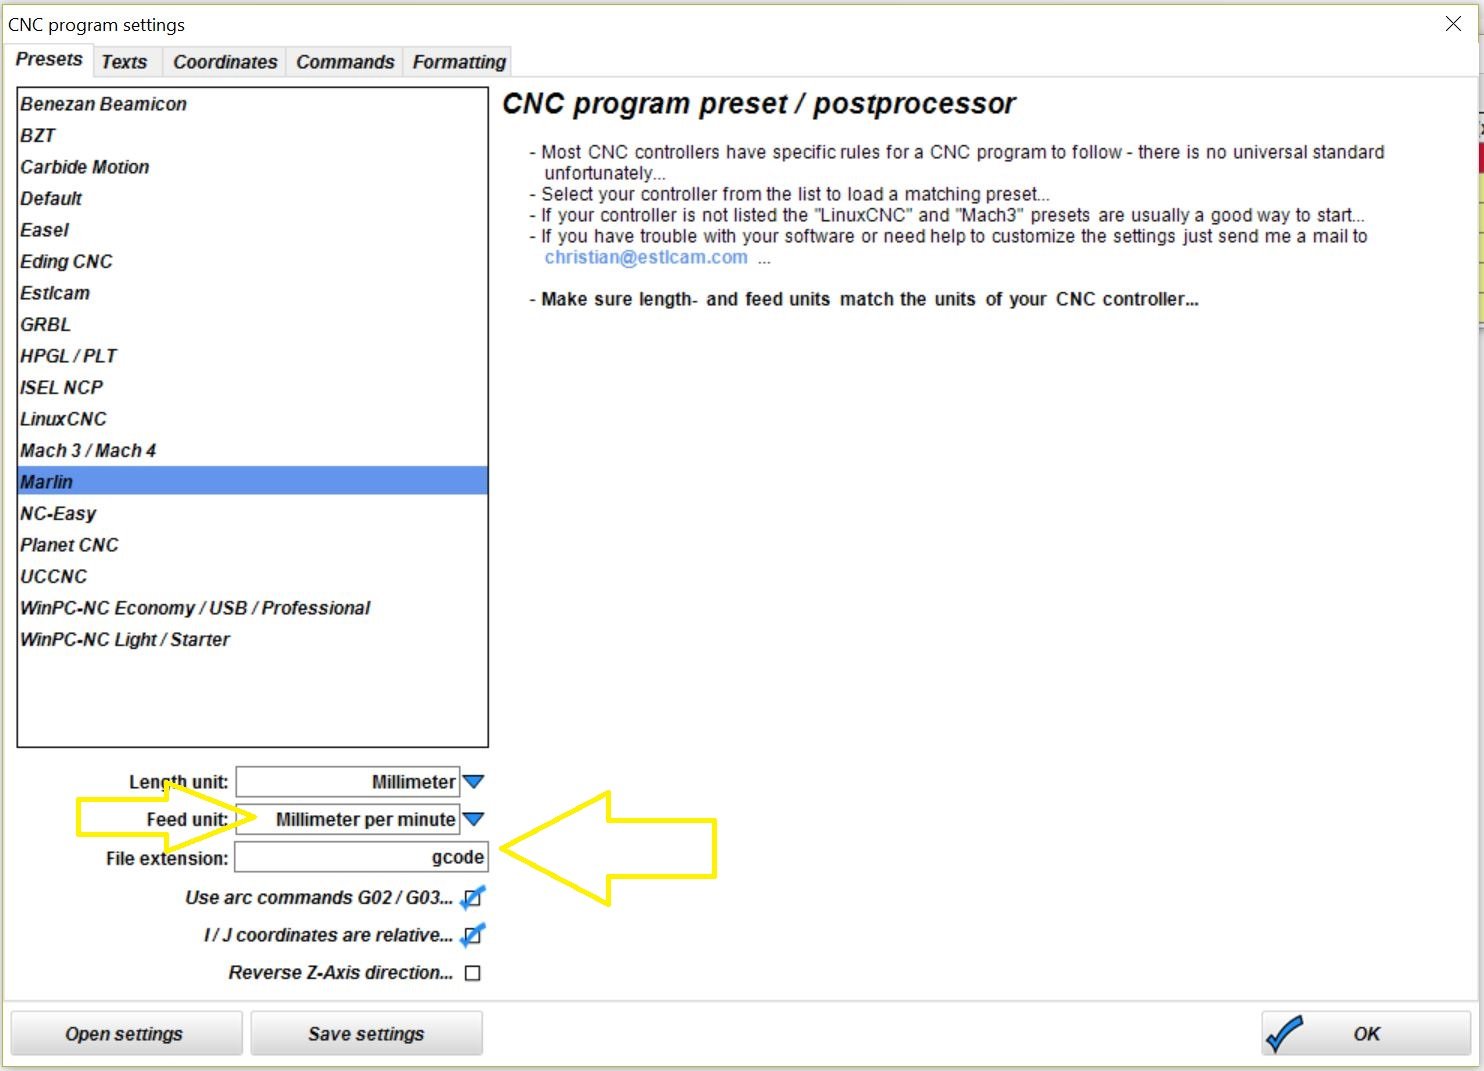 CNC program settings
Presets Texts Coordinates Commands Formatting
Benezan Beamicon
BZT
Carbide Motion
Default
Easel
Eding CNC
Estlcam
GRBL
HPGL / PLT
ISEL NCP
LinuxCNC
Mach 3 / Mach 4
Marlin
NC-Easy
Planet CNC
UCCNC
WinPC-NC Economy / USB / Professional
WinPC-NC Light / Starter
CNC program preset / postprocessor
- Most CNC controllers have specific rules for a CNC program to follow - there is no universal standard
unfortunately...
- Select your controller from the list to load a matching preset...
- If your controller is not listed the "LinuxCNC" and "Mach3" presets are usually a good way to start...
- If you have trouble with your software or need help to customize the settings just send me a mail to
christian@estlcam.com ...
- Make sure length- and feed units match the units of your CNC controller...
Length unit: Millimeter
Feed unit: Millimeter per minute
File extension: gcode
Use arc commands G02 / G03...
I / J coordinates are relative...
Reverse Z-Axis direction...
Open settings Save settings OK